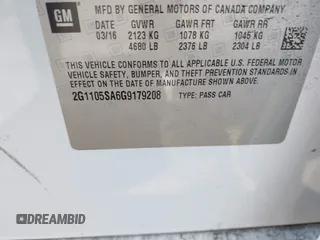 GM
MFD BY GENERAL MOTORS OF CANADA COMPANY
DATE GVWR GAWR FRT GAWR RR
03/16 2123 KG 1078 KG 1045 KG
4680 LB 2376 LB 2304 LB
THIS VEHICLE CONFORMS TO ALL APPLICABLE U.S. FEDERAL MOTOR
VEHICLE SAFETY, BUMPER, AND THEFT PREVENTION STANDARDS IN
EFFECT ON THE DATE OF MANUFACTURE SHOWN ABOVE.
2G1105SA6G9179208 TYPE: PASS CAR
DREAMBID